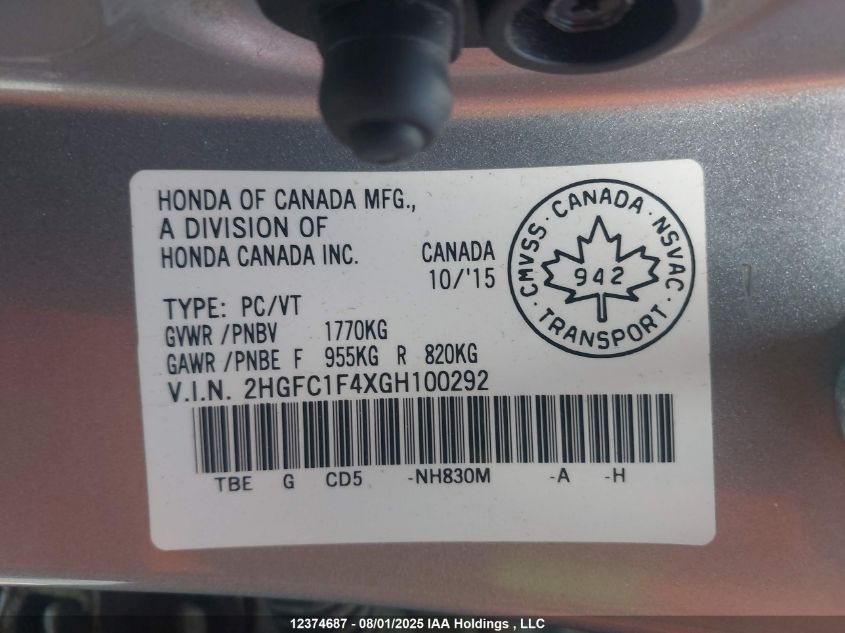 HONDA OF CANADA MFG.,
A DIVISION OF
HONDA CANADA INC. CANADA
10/'15
TYPE: PC/VT
GVWR /PNBV 1770KG
GAWR /PNBE F 955KG R 820KG
V.I.N. 2HGFC1F4XGH100292
TBE G CD5 -NH830M -A -H
CMVSS · CANADA · NSVAC
942
· TRANSPORT ·
12374687 - 08/01/2025 IAA Holdings , LLC